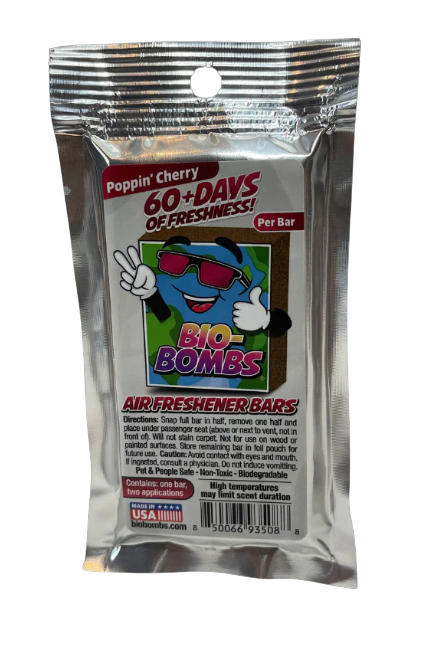 Poppin' Cherry
60+DAYS
OF FRESHNESS!
Per Bar
BIO-
BOMBS
AIR FRESHENER BARS
Directions: Snap full bar in half, remove one half and
place under passenger seat (above or next to vent, not in
front of). Will not stain carpet. Not for use on wood or
painted surfaces. Store remaining bar in foil pouch for
future use. Caution: Avoid contact with eyes and mouth.
If ingested, consult a physician. Do not induce vomitting.
Pet & People Safe - Non-Toxic - Biodegradable
Contains: one bar,
two applications
High temperatures
may limit scent duration
MADE IN
USA
biobombs.com
8 50066 93508 8